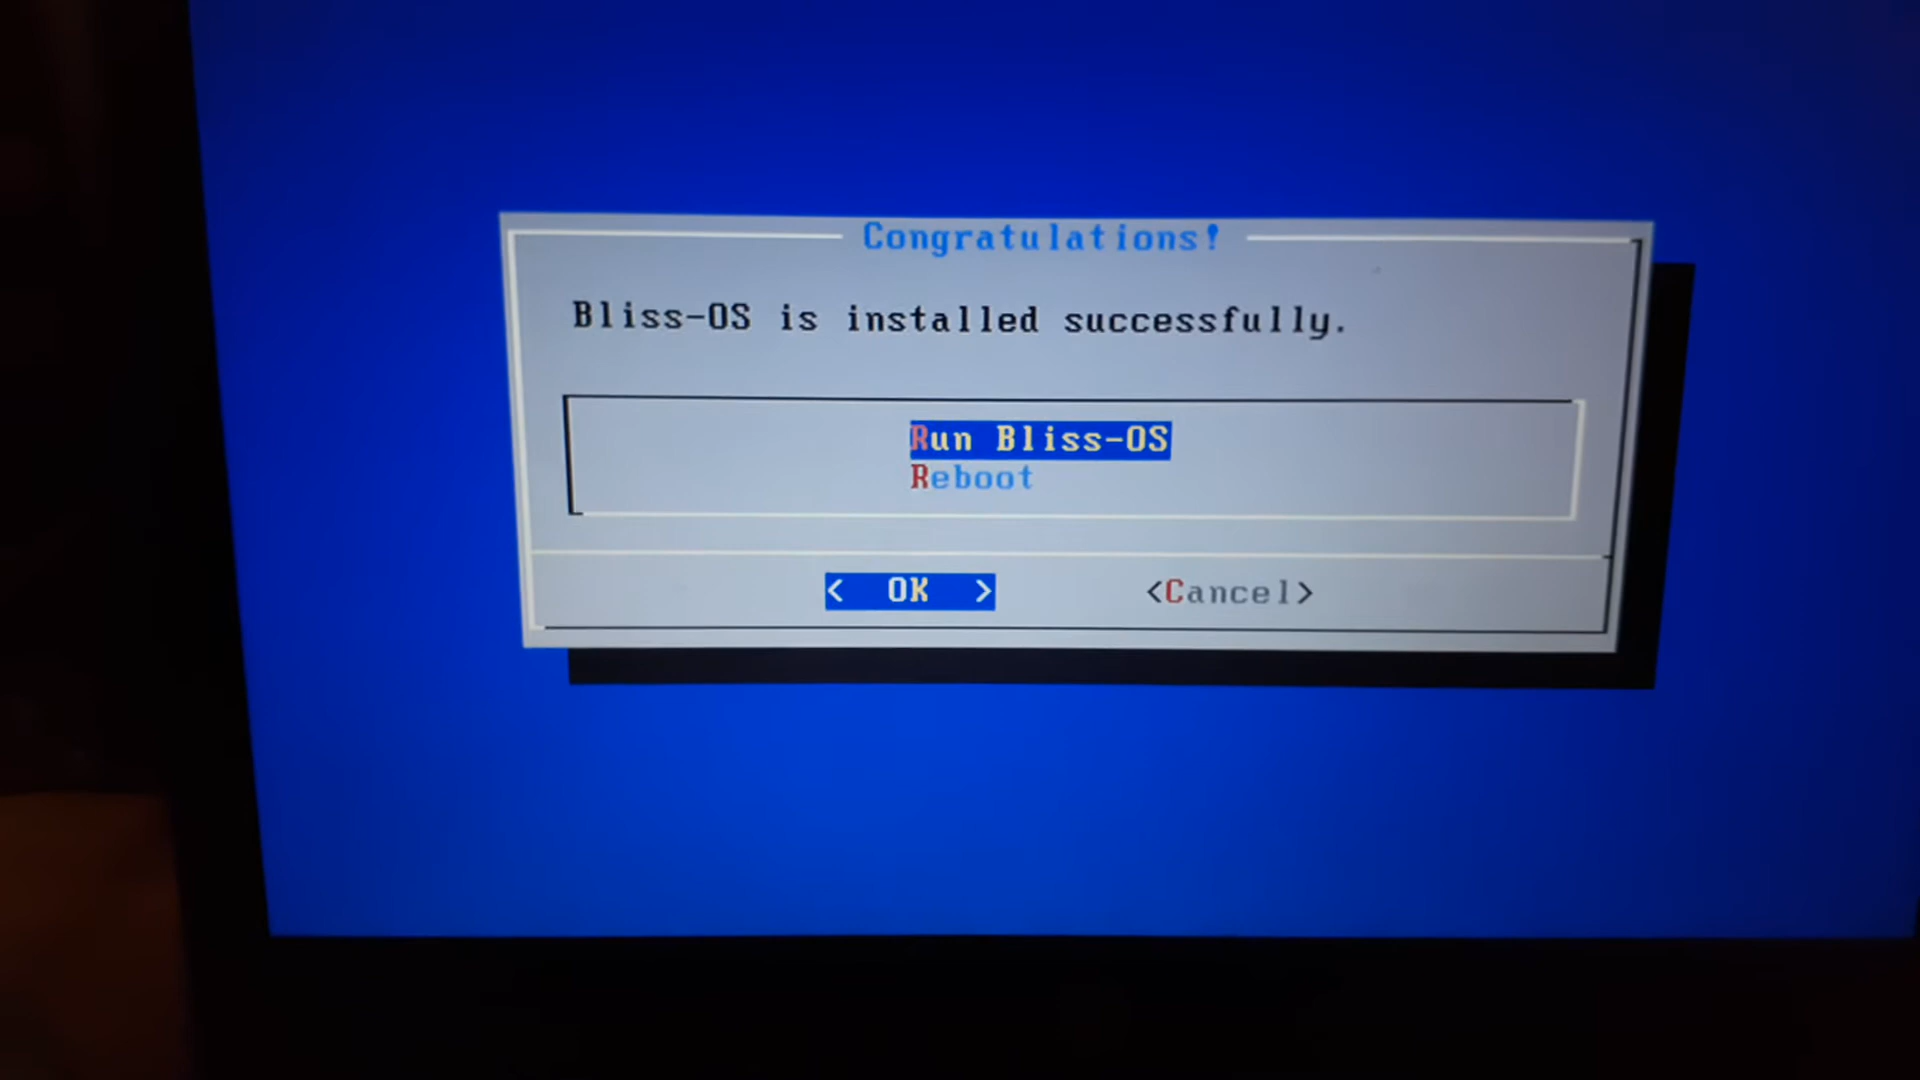 Congratulations!
Bliss-OS is installed successfully.
Run Bliss-OS
Reboot
< OK > <Cancel>